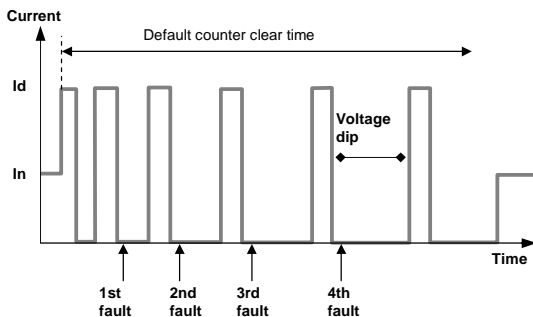 Current
Default counter clear time
Id
Voltage
dip
In
Time
1st
fault
2nd
fault
3rd
fault
4th
fault